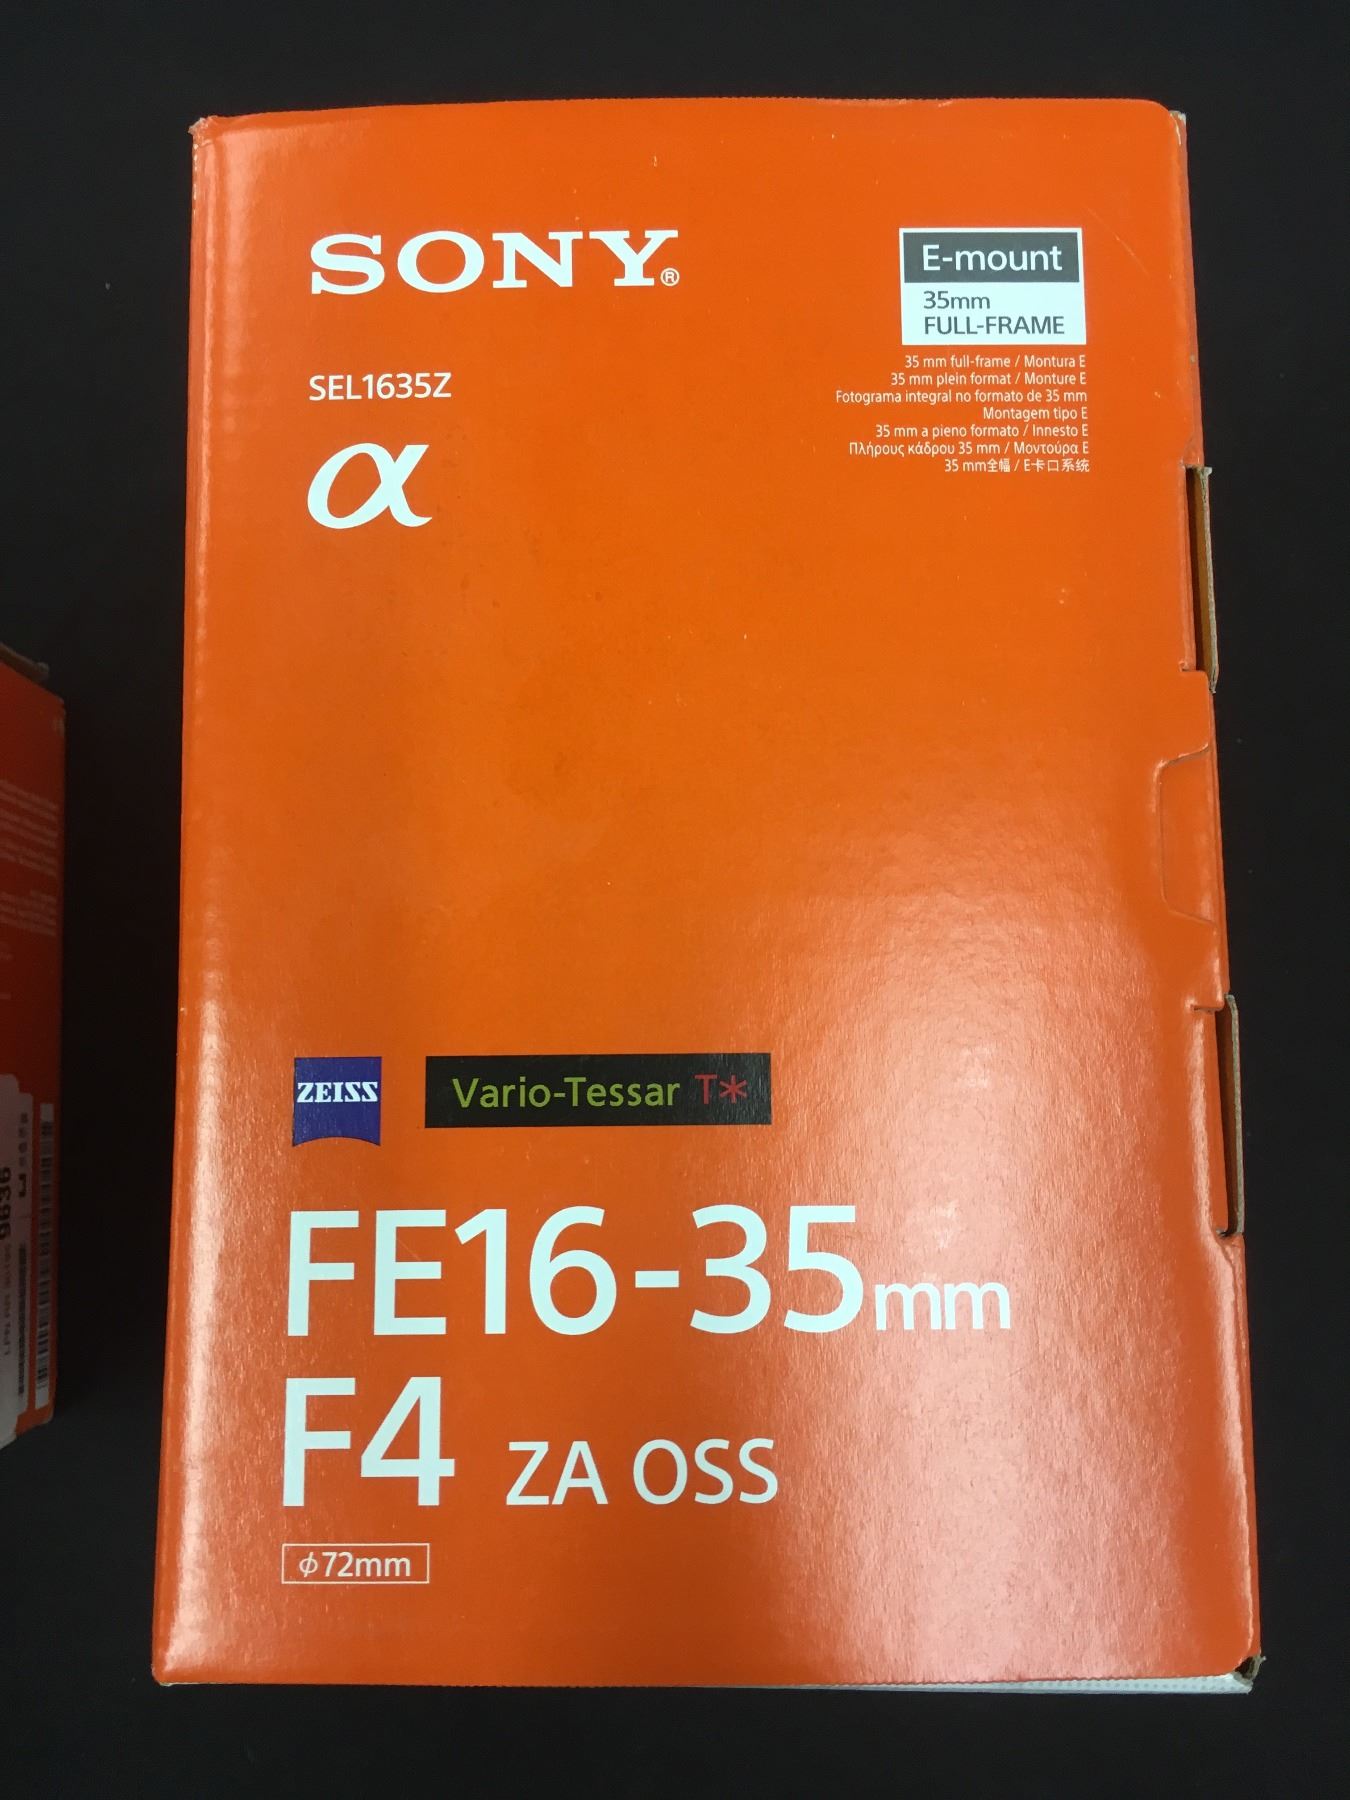 SONY®
E-mount
35mm
FULL-FRAME
SEL1635Z
α
35 mm full-frame / Montura E
35 mm plein format / Monture E
Fotograma integral no formato de 35 mm
Montagem tipo E
35 mm a pieno formato / Innesto E
Πλήρους κάδρου 35 mm / Μοντούρα E
35 mm全幅 / E卡口系统
ZEISS
Vario-Tessar T*
FE16-35mm
F4 ZA OSS
φ72mm
9636